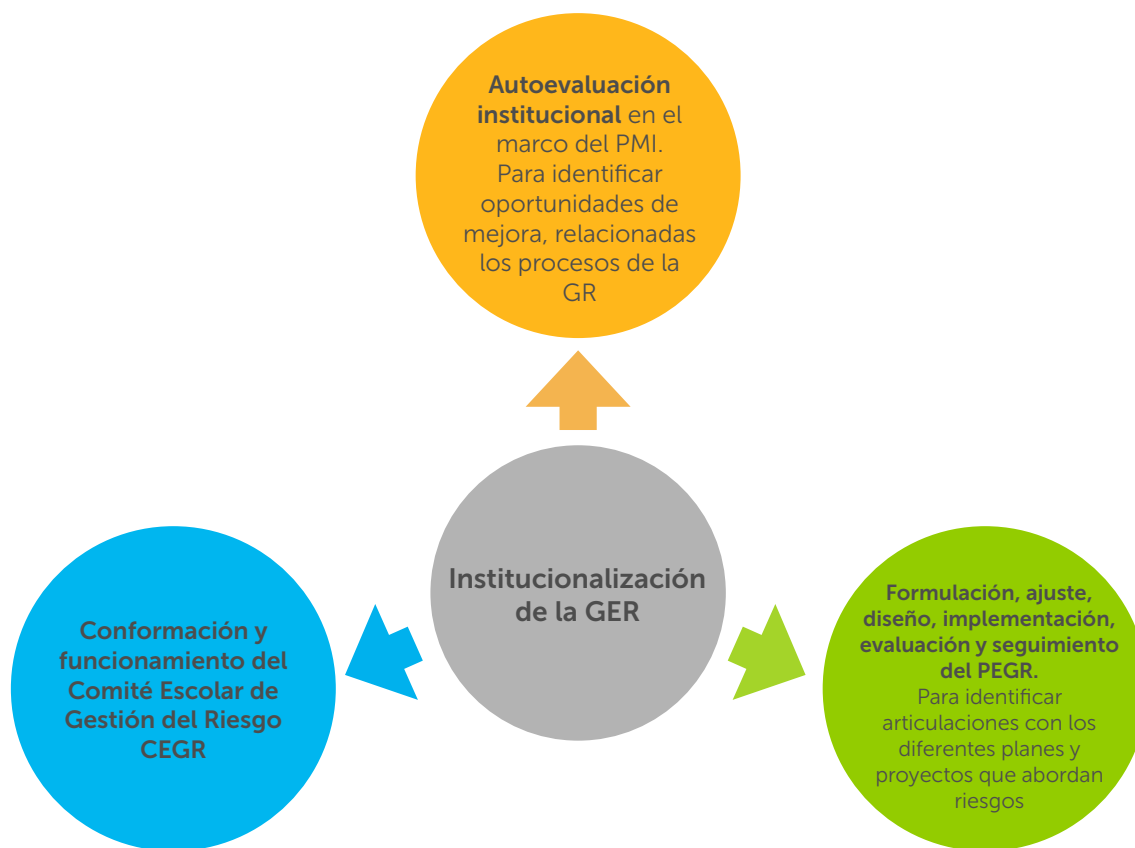 Autoevaluación
institucional en el
marco del PMI.
Para identificar
oportunidades de
mejora, relacionadas
los procesos de la
GR
Institucionalización
de la GER
Conformación y
funcionamiento del
Comité Escolar de
Gestión del Riesgo
CEGR
Formulación, ajuste,
diseño, implementación,
evaluación y seguimiento
del PEGR.
Para identificar
articulaciones con los
diferentes planes y
proyectos que abordan
riesgos